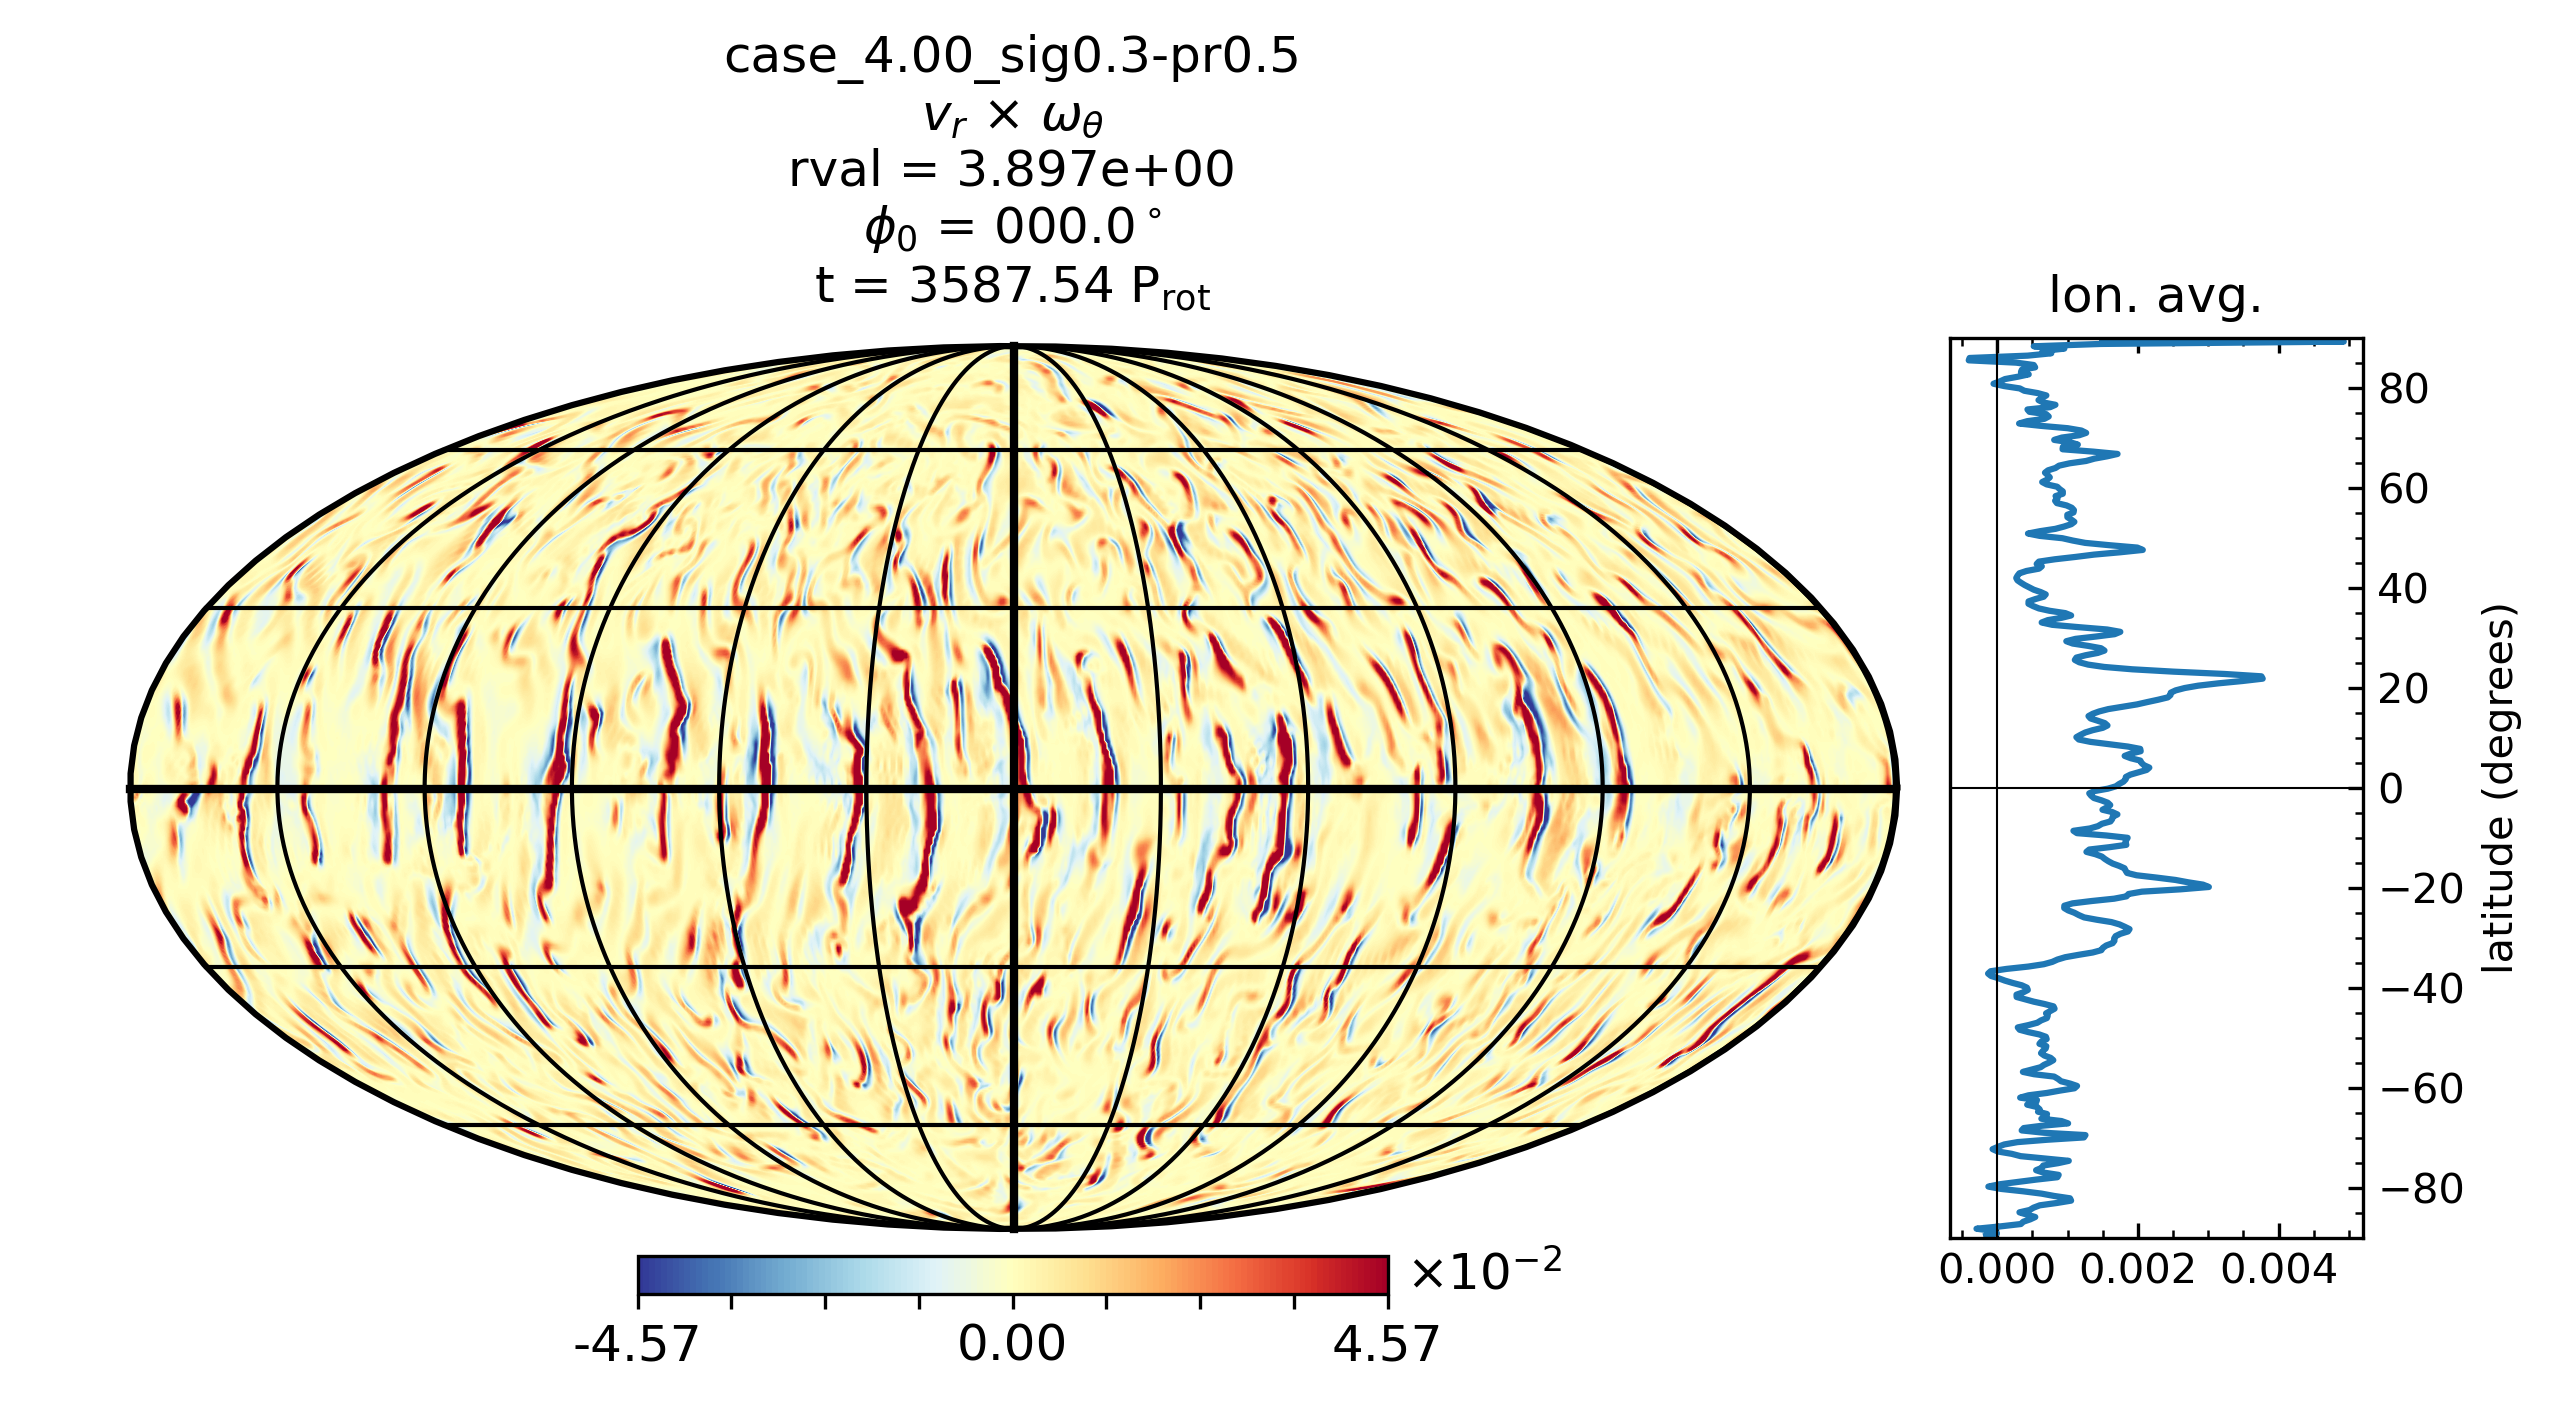 case_4.00_sig0.3-pr0.5
v_r × ω_θ
rval = 3.897e+00
ϕ_0 = 000.0°
t = 3587.54 P_rot
lon. avg.
80
60
40
20
0
−20
−40
−60
−80
latitude (degrees)
0.000 0.002 0.004
×10^−2
-4.57 0.00 4.57